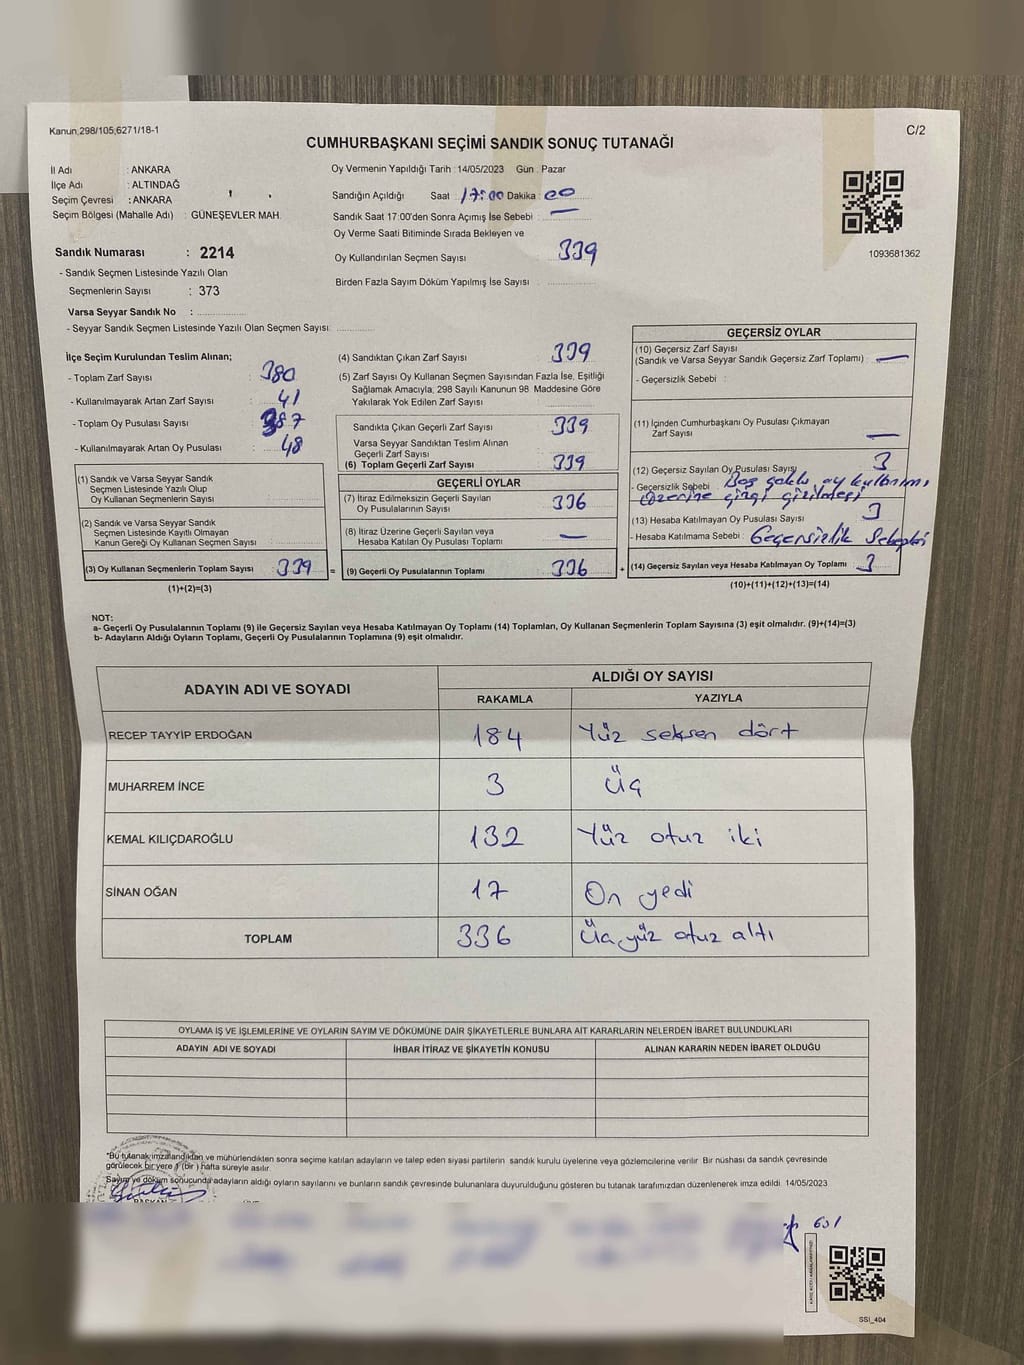 Kanun,298/105,6271/18-1
C/2
CUMHURBAŞKANI SEÇİMİ SANDIK SONUÇ TUTANAĞI
İl Adı : ANKARA
İlçe Adı : ALTINDAĞ
Seçim Çevresi : ANKARA
Seçim Bölgesi (Mahalle Adı) : GÜNEŞEVLER MAH.
Sandık Numarası : 2214
- Sandık Seçmen Listesinde Yazılı Olan
Seçmenlerin Sayısı : 373
Varsa Seyyar Sandık No :
- Seyyar Sandık Seçmen Listesinde Yazılı Olan Seçmen Sayısı
Oy Vermenin Yapıldığı Tarih : 14/05/2023 Gün : Pazar
Sandığın Açıldığı Saat 17:00 Dakika : 00
Sandık Saat 17:00'den Sonra Açımış İse Sebebi : —
Oy Verme Saati Bitiminde Sırada Bekleyen ve
Oy Kullandırılan Seçmen Sayısı 339
Birden Fazla Sayım Döküm Yapılmış İse Sayısı
1093681362
İlçe Seçim Kurulundan Teslim Alınan;
- Toplam Zarf Sayısı : 380
- Kullanılmayarak Artan Zarf Sayısı : 41
- Toplam Oy Pusulası Sayısı : 387
- Kullanılmayarak Artan Oy Pusulası : 48
(1) Sandık ve Varsa Seyyar Sandık
Seçmen Listesinde Yazılı Olup
Oy Kullanan Seçmenlerin Sayısı
(2) Sandık ve Varsa Seyyar Sandık
Seçmen Listesinde Kayıtlı Olmayan
Kanun Gereği Oy Kullanan Seçmen Sayısı :
(3) Oy Kullanan Seçmenlerin Toplam Sayısı 339 =
(1)+(2)=(3)
(4) Sandıktan Çıkan Zarf Sayısı : 339
(5) Zarf Sayısı Oy Kullanan Seçmen Sayısından Fazla İse, Eşitliği
Sağlamak Amacıyla, 298 Sayılı Kanunun 98. Maddesine Göre
Yakılarak Yok Edilen Zarf Sayısı :
Sandıkta Çıkan Geçerli Zarf Sayısı : 339
Varsa Seyyar Sandıktan Teslim Alınan
Geçerli Zarf Sayısı :
(6) Toplam Geçerli Zarf Sayısı : 339
GEÇERLİ OYLAR
(7) İtiraz Edilmeksizin Geçerli Sayılan
Oy Pusulalarının Sayısı : 336
(8) İtiraz Üzerine Geçerli Sayılan veya
Hesaba Katılan Oy Pusulası Toplamı : —
(9) Geçerli Oy Pusulalarının Toplamı : 336 +
GEÇERSİZ OYLAR
(10) Geçersiz Zarf Sayısı
(Sandık ve Varsa Seyyar Sandık Geçersiz Zarf Toplamı) : —
- Geçersizlik Sebebi :
(11) İçinden Cumhurbaşkanı Oy Pusulası Çıkmayan
Zarf Sayısı —
(12) Geçersiz Sayılan Oy Pusulası Sayısı 3
- Geçersizlik Sebebi : Boş oy kullanımı,
üzerine çizgi çizilmesi
(13) Hesaba Katılmayan Oy Pusulası Sayısı 3
- Hesaba Katılmama Sebebi : Geçersizlik Sebepleri
(14) Geçersiz Sayılan veya Hesaba Katılmayan Oy Toplamı : 3
(10)+(11)+(12)+(13)=(14)
NOT:
a- Geçerli Oy Pusulalarının Toplamı (9) ile Geçersiz Sayılan veya Hesaba Katılmayan Oy Toplamı (14) Toplamları, Oy Kullanan Seçmenlerin Toplam Sayısına (3) eşit olmalıdır. (9)+(14)=(3)
b- Adayların Aldığı Oyların Toplamı, Geçerli Oy Pusulalarının Toplamına (9) eşit olmalıdır.
ADAYIN ADI VE SOYADI ALDIĞI OY SAYISI
RAKAMLA YAZIYLA
RECEP TAYYİP ERDOĞAN 184 Yüz seksen dört
MUHARREM İNCE 3 Üç
KEMAL KILIÇDAROĞLU 132 Yüz otuz iki
SİNAN OĞAN 17 On yedi
TOPLAM 336 Üç yüz otuz altı
OYLAMA İŞ VE İŞLEMLERİNE VE OYLARIN SAYIM VE DÖKÜMÜNE DAİR ŞİKAYETLERLE BUNLARA AİT KARARLARIN NELERDEN İBARET BULUNDUKLARI
ADAYIN ADI VE SOYADI İHBAR İTİRAZ VE ŞİKAYETİN KONUSU ALINAN KARARIN NEDEN İBARET OLDUĞU
"Bu tutanak imzalandıktan ve mühürlendikten sonra seçime katılan adayların ve talep eden siyasi partilerin sandık kurulu üyelerine veya gözlemcilerine verilir. Bir nüshası da sandık çevresinde
görülecek bir yere 1 (bir ) hafta süreyle asılır.
Sayım ve döküm sonucunda adayların aldığı oyların sayılarını ve bunların sandık çevresinde bulunanlara duyurulduğunu gösteren bu tutanak tarafımızdan düzenlenerek imza edildi. 14/05/2023
BAŞKAN
SSI_404